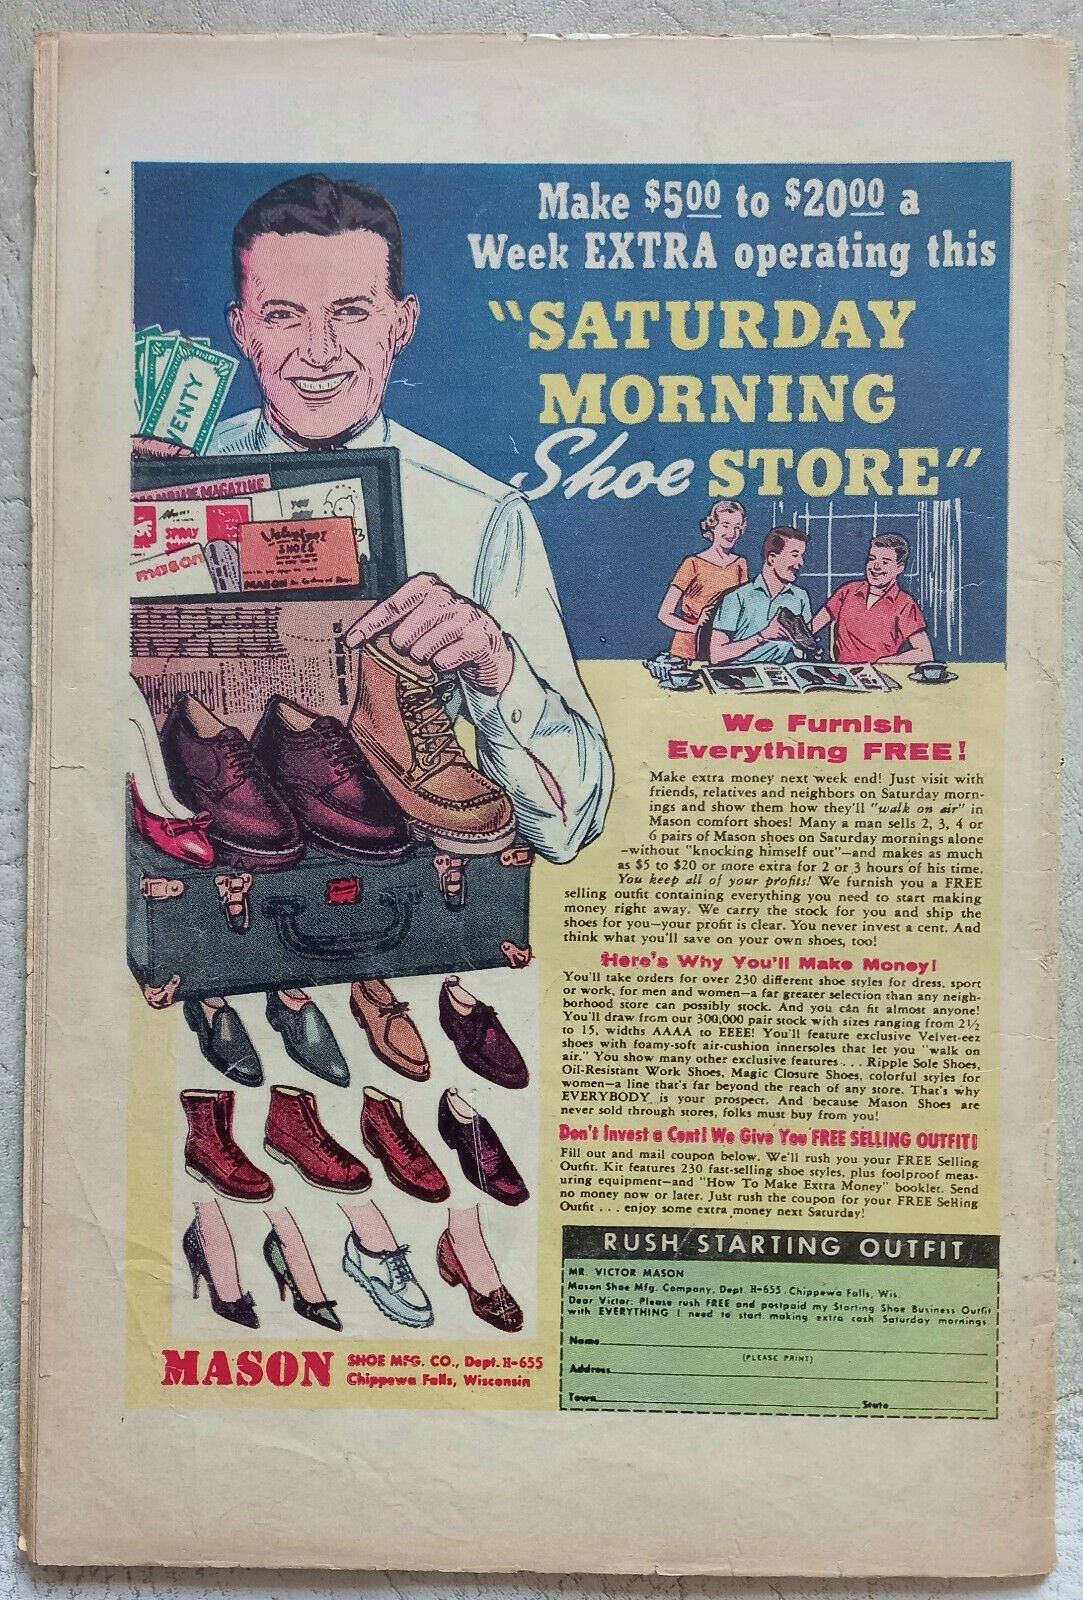 Make $5.00 to $20.00 a
Week EXTRA operating this
"SATURDAY
MORNING
Shoe STORE"
VENTY
MAGAZINE
SPRAY
mason
Velvet-eez
SHOES
MASON
We Furnish
Everything FREE!
Make extra money next week end! Just visit with
friends, relatives and neighbors on Saturday morn-
ings and show them how they'll "walk on air" in
Mason comfort shoes! Many a man sells 2, 3, 4 or
6 pairs of Mason shoes on Saturday mornings alone
-without "knocking himself out"-and makes as much
as $5 to $20 or more extra for 2 or 3 hours of his time.
You keep all of your profits! We furnish you a FREE
selling outfit containing everything you need to start making
money right away. We carry the stock for you and ship the
shoes for you-your profit is clear. You never invest a cent. And
think what you'll save on your own shoes, too!
Here's Why You'll Make Money!
You'll take orders for over 230 different shoe styles for dress, sport
or work, for men and women-a far greater selection than any neigh-
borhood store can possibly stock. And you can fit almost anyone!
You'll draw from our 300,000 pair stock with sizes ranging from 2½
to 15, widths AAAA to EEEE! You'll feature exclusive Velvet-eez
shoes with foamy-soft air-cushion innersoles that let you "walk on
air." You show many other exclusive features... Ripple Sole Shoes,
Oil-Resistant Work Shoes, Magic Closure Shoes, colorful styles for
women-a line that's far beyond the reach of any store. That's why
EVERYBODY is your prospect. And because Mason Shoes are
never sold through stores, folks must buy from you!
Don't Invest a Cent! We Give You FREE SELLING OUTFIT!
Fill out and mail coupon below. We'll rush you your FREE Selling
Outfit. Kit features 230 fast-selling shoe styles, plus foolproof meas-
uring equipment-and "How To Make Extra Money" booklet. Send
no money now or later. Just rush the coupon for your FREE Selling
Outfit... enjoy some extra money next Saturday!
RUSH STARTING OUTFIT
MR. VICTOR MASON
Mason Shoe Mfg. Company, Dept. H-655, Chippewa Falls, Wis.
Dear Victor: Please rush FREE and postpaid my Starting Shoe Business Outfit
with EVERYTHING I need to start making extra cash Saturday mornings.
Name
(PLEASE PRINT)
Address
Town State
MASON SHOE MFG. CO., Dept. H-655
Chippewa Falls, Wisconsin